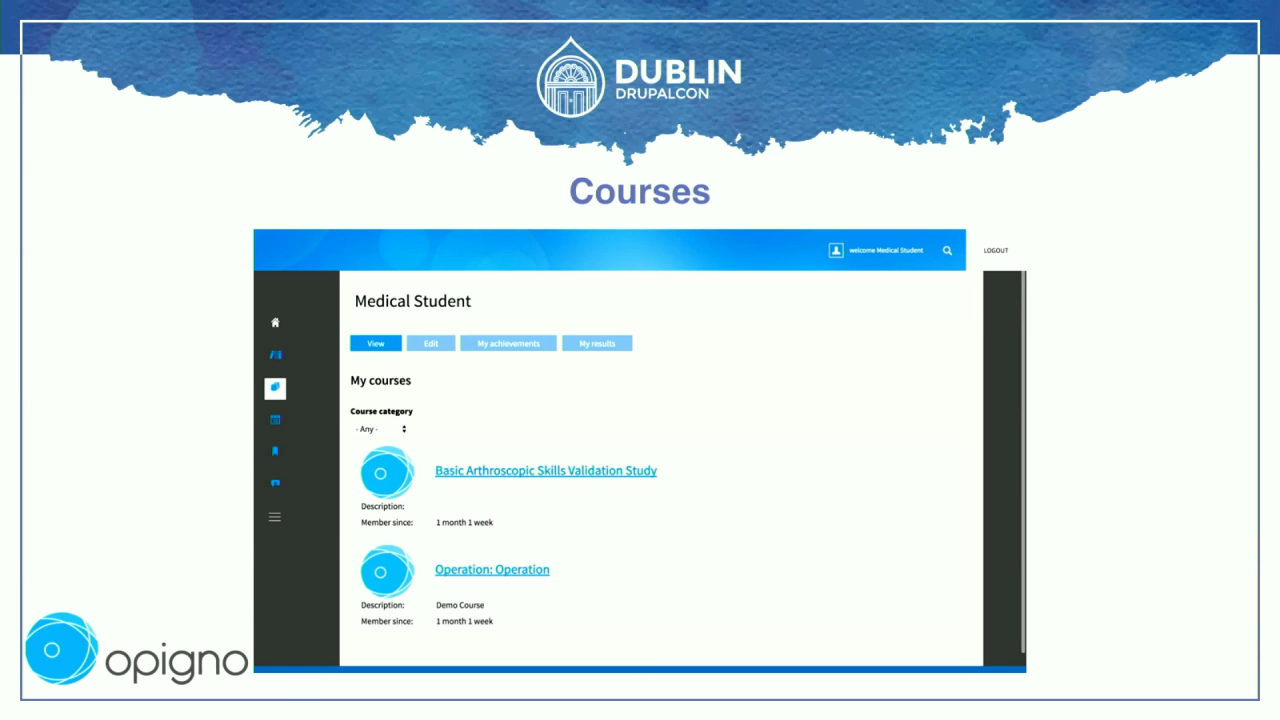 DUBLIN
DRUPALCON
Courses
welcome Medical Student
LOGOUT
Medical Student
View Edit My achievements My results
My courses
Course category
- Any -
Basic Arthroscopic Skills Validation Study
Description:
Member since: 1 month 1 week
Operation: Operation
Description: Demo Course
Member since: 1 month 1 week
opigno